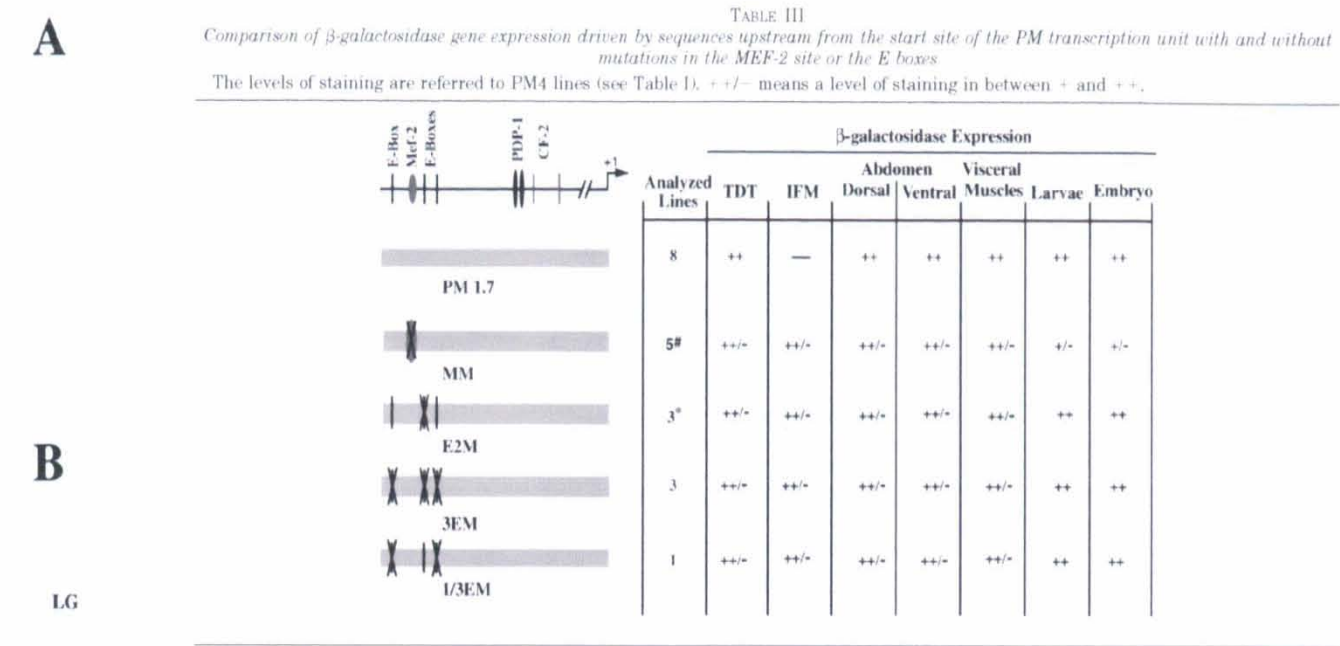 A
TABLE III
Comparison of β-galactosidase gene expression driven by sequences upstream from the start site of the PM transcription unit with and without
mutations in the MEF-2 site or the E boxes
The levels of staining are referred to PM4 lines (see Table I). + +/− means a level of staining in between + and + +.
E-Box
Mef-2
E-Boxes
PDP-1
CF-2
+1
β-galactosidase Expression
Analyzed Lines TDT IFM Abdomen Dorsal Ventral Visceral Muscles Larvae Embryo
PM 1.7 8 ++ — ++ ++ ++ ++ ++
MM 5# ++/- ++/- ++/- ++/- ++/- +/- +/-
E2M 3* ++/- ++/- ++/- ++/- ++/- ++ ++
B
3EM 3 ++/- ++/- ++/- ++/- ++/- ++ ++
1/3EM 1 ++/- ++/- ++/- ++/- ++/- ++ ++
LG